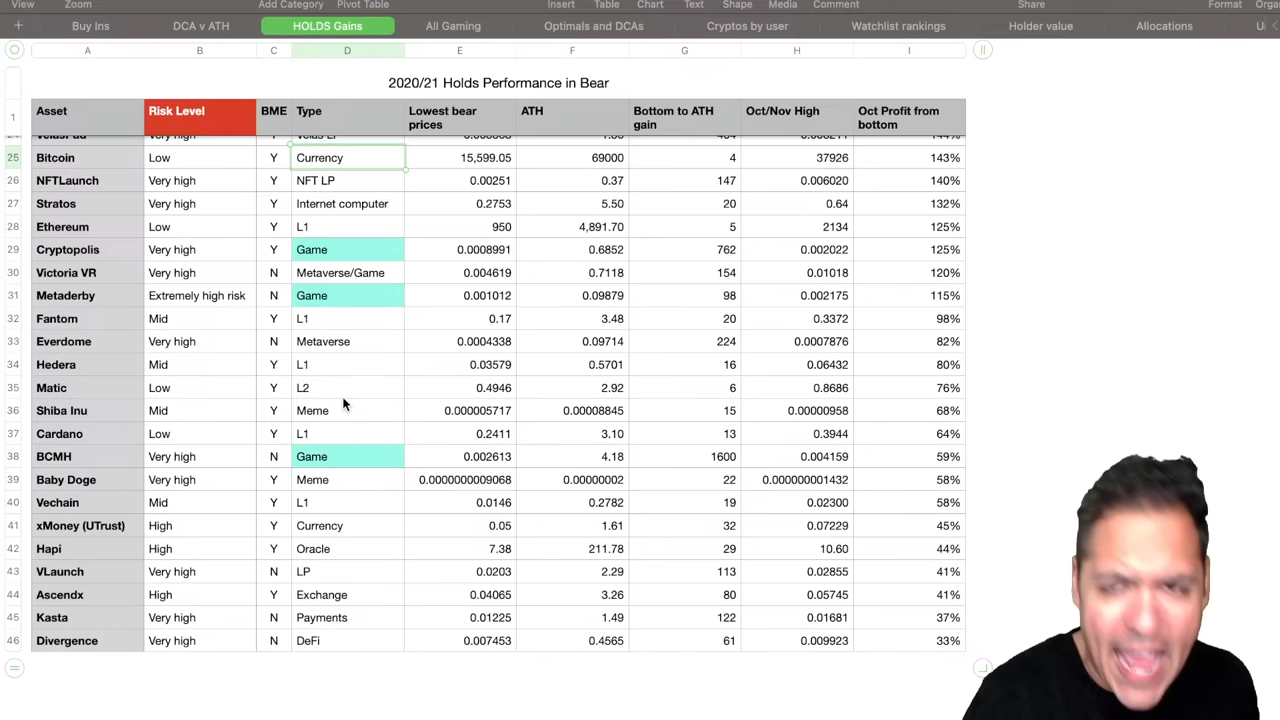 View Zoom Add Category Pivot Table Insert Table Chart Text Shape Media Comment Share Format
+ Buy Ins DCA v ATH HOLDS Gains All Gaming Optimals and DCAs Cryptos by user Watchlist rankings Holder value Allocations
A B C D E F G H I
2020/21 Holds Performance in Bear
1 Asset Risk Level BME Type Lowest bear prices ATH Bottom to ATH gain Oct/Nov High Oct Profit from bottom
25 Bitcoin Low Y Currency 15,599.05 69000 4 37926 143%
26 NFTLaunch Very high Y NFT LP 0.00251 0.37 147 0.006020 140%
27 Stratos Very high Y Internet computer 0.2753 5.50 20 0.64 132%
28 Ethereum Low Y L1 950 4,891.70 5 2134 125%
29 Cryptopolis Very high Y Game 0.0008991 0.6852 762 0.002022 125%
30 Victoria VR Very high N Metaverse/Game 0.004619 0.7118 154 0.01018 120%
31 Metaderby Extremely high risk N Game 0.001012 0.09879 98 0.002175 115%
32 Fantom Mid Y L1 0.17 3.48 20 0.3372 98%
33 Everdome Very high N Metaverse 0.0004338 0.09714 224 0.0007876 82%
34 Hedera Mid Y L1 0.03579 0.5701 16 0.06432 80%
35 Matic Low Y L2 0.4946 2.92 6 0.8686 76%
36 Shiba Inu Mid Y Meme 0.000005717 0.00008845 15 0.00000958 68%
37 Cardano Low Y L1 0.2411 3.10 13 0.3944 64%
38 BCMH Very high N Game 0.002613 4.18 1600 0.004159 59%
39 Baby Doge Very high Y Meme 0.0000000009068 0.00000002 22 0.000000001432 58%
40 Vechain Mid Y L1 0.0146 0.2782 19 0.02300 58%
41 xMoney (UTrust) High Y Currency 0.05 1.61 32 0.07229 45%
42 Hapi High Y Oracle 7.38 211.78 29 10.60 44%
43 VLaunch Very high N LP 0.0203 2.29 113 0.02855 41%
44 Ascendx High Y Exchange 0.04065 3.26 80 0.05745 41%
45 Kasta Very high N Payments 0.01225 1.49 122 0.01681 37%
46 Divergence Very high N DeFi 0.007453 0.4565 61 0.009923 33%